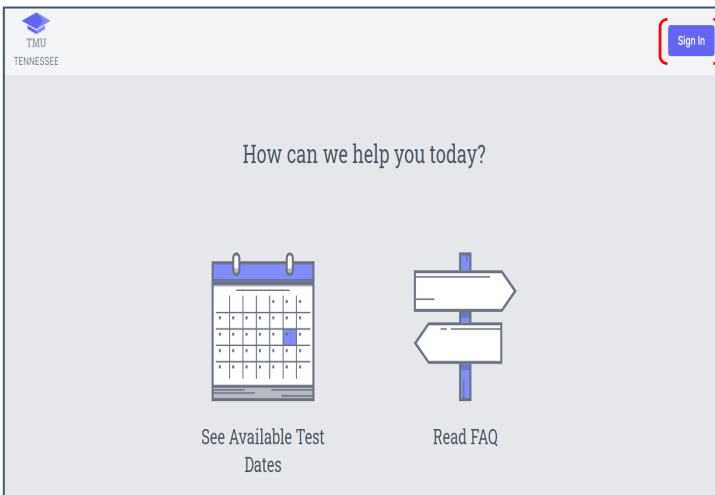 TMU
TENNESSEE
Sign In
How can we help you today?
See Available Test
Dates
Read FAQ